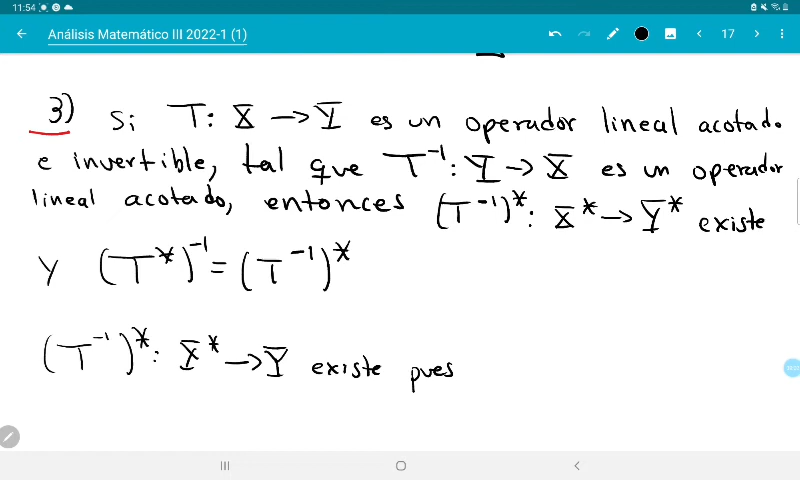 11:54
Análisis Matemático III 2022-1 (1)
17
3) Si T: X → Y es un operador lineal acotado
e invertible, tal que T⁻¹: Y → X es un operador
lineal acotado, entonces (T⁻¹)*: X* → Y* existe
Y (T*)⁻¹ = (T⁻¹)*
(T⁻¹)*: X* → Y existe pues